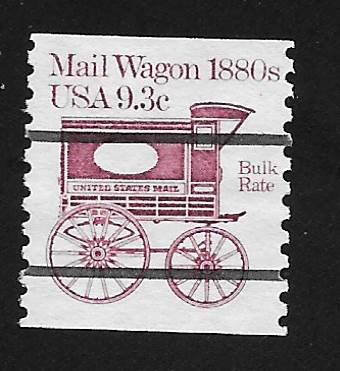 Mail Wagon 1880s
USA 9.3c
Bulk
Rate
UNITED STATES MAIL